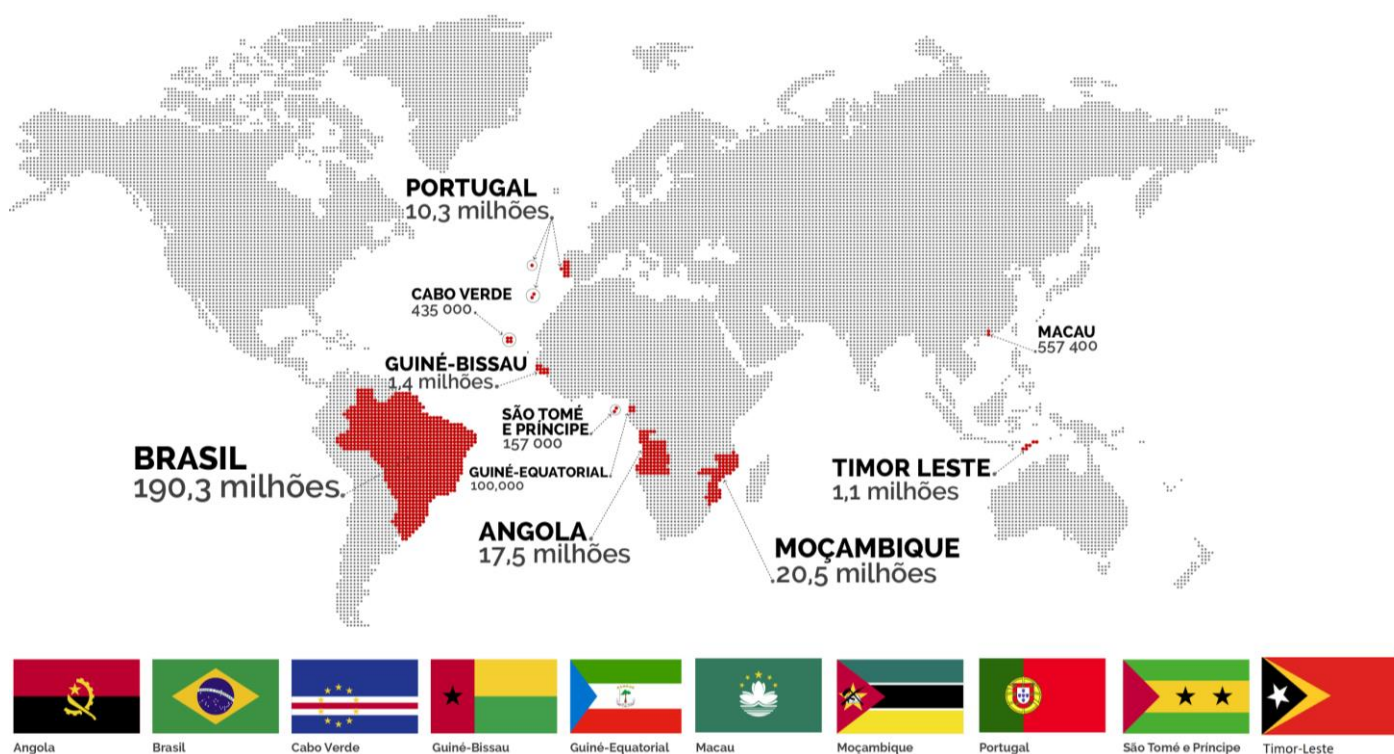 PORTUGAL
10,3 milhões
CABO VERDE
435 000
MACAU
557 400
GUINÉ-BISSAU
1,4 milhões
SÃO TOMÉ
E PRÍNCIPE
157 000
BRASIL
190,3 milhões
GUINÉ-EQUATORIAL
100,000
TIMOR LESTE
1,1 milhões
ANGOLA
17,5 milhões
MOÇAMBIQUE
20,5 milhões
Angola
Brasil
Cabo Verde
Guiné-Bissau
Guiné-Equatorial
Macau
Moçambique
Portugal
São Tomé e Príncipe
Timor-Leste